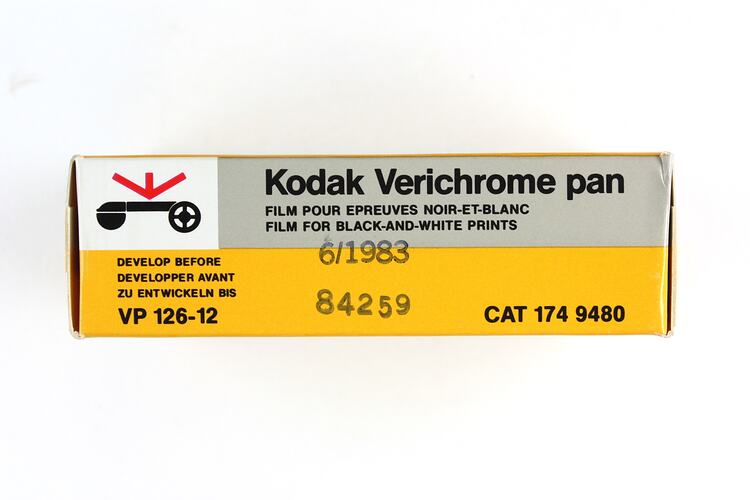 Kodak Verichrome pan
FILM POUR EPREUVES NOIR-ET-BLANC
FILM FOR BLACK-AND-WHITE PRINTS
6/1983
DEVELOP BEFORE
DEVELOPPER AVANT
ZU ENTWICKELN BIS
84259
VP 126-12
CAT 174 9480